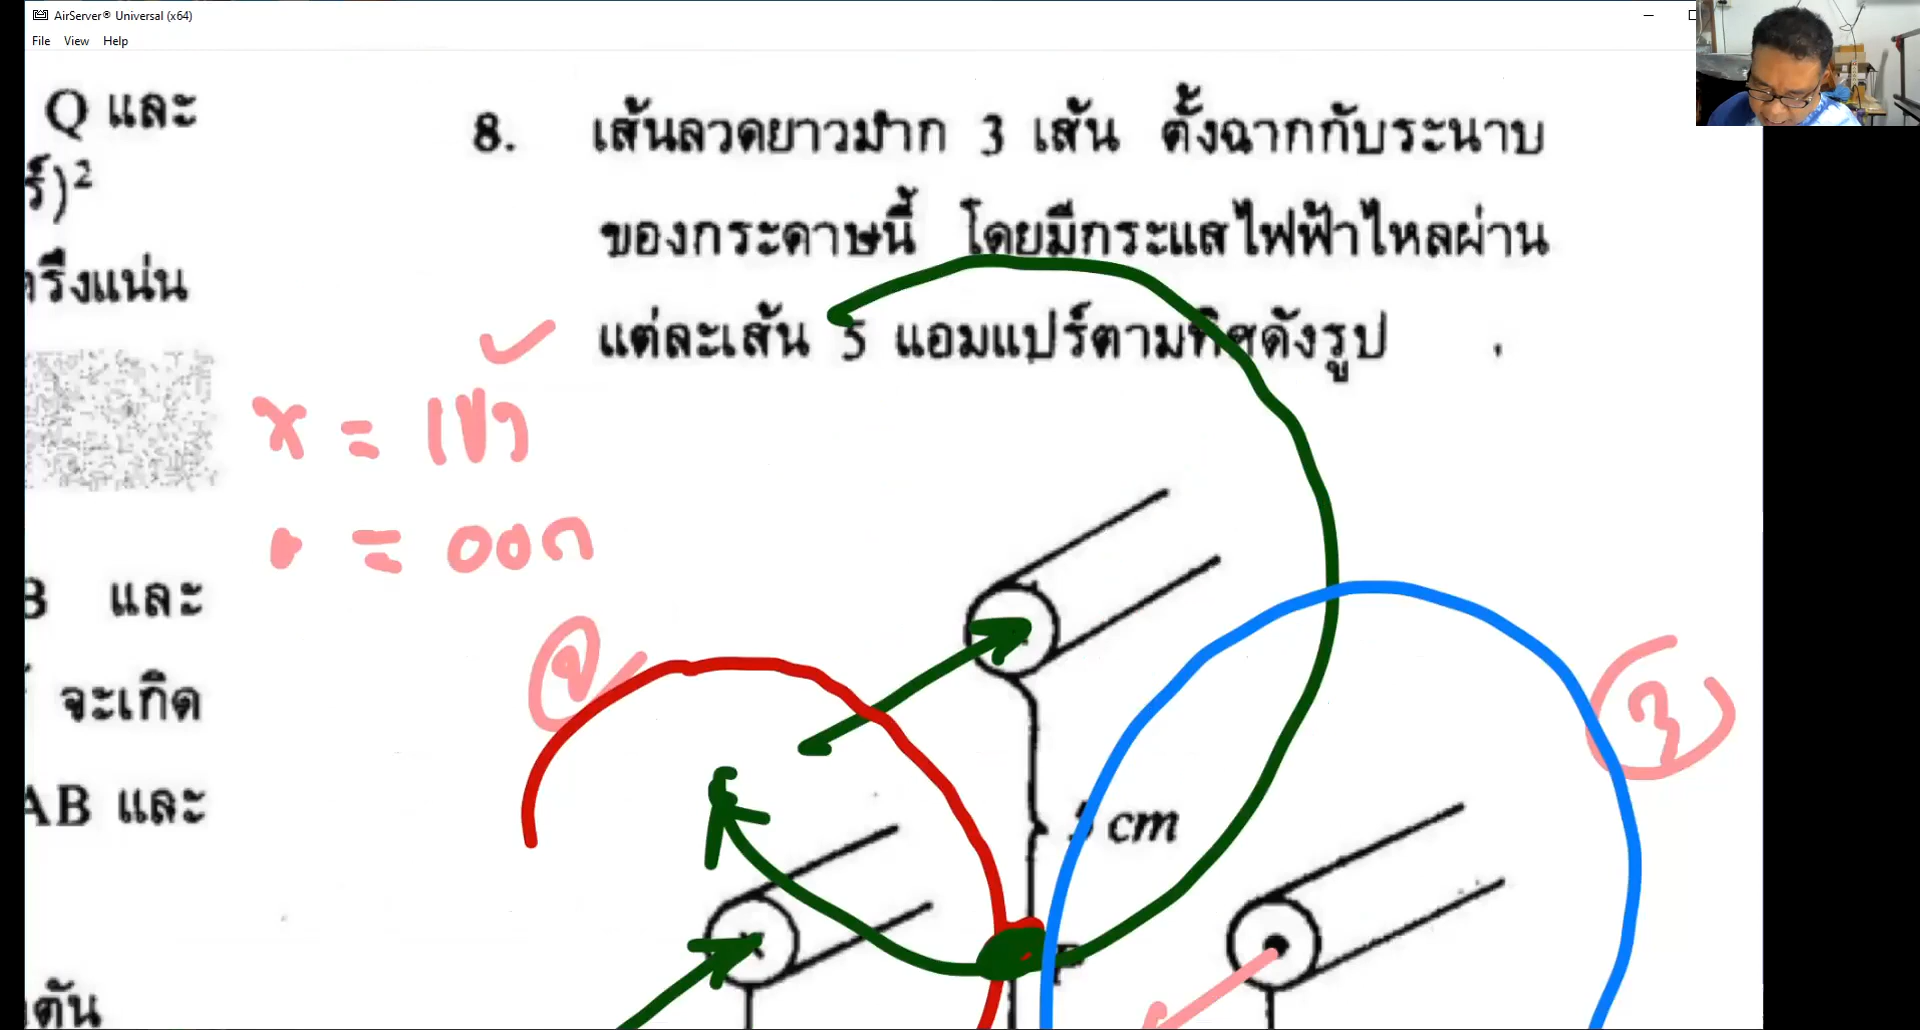 AirServer® Universal (x64)
File View Help
Q และ
ร์)²
ตรึงแน่น
B และ
จะเกิด
AB และ
8. เส้นลวดยาวมาก 3 เส้น ตั้งฉากกับระนาบ
ของกระดาษนี้ โดยมีกระแสไฟฟ้าไหลผ่าน
แต่ละเส้น 5 แอมแปร์ตามทิศดังรูป
x = เข้า
• = ออก
5 cm
P